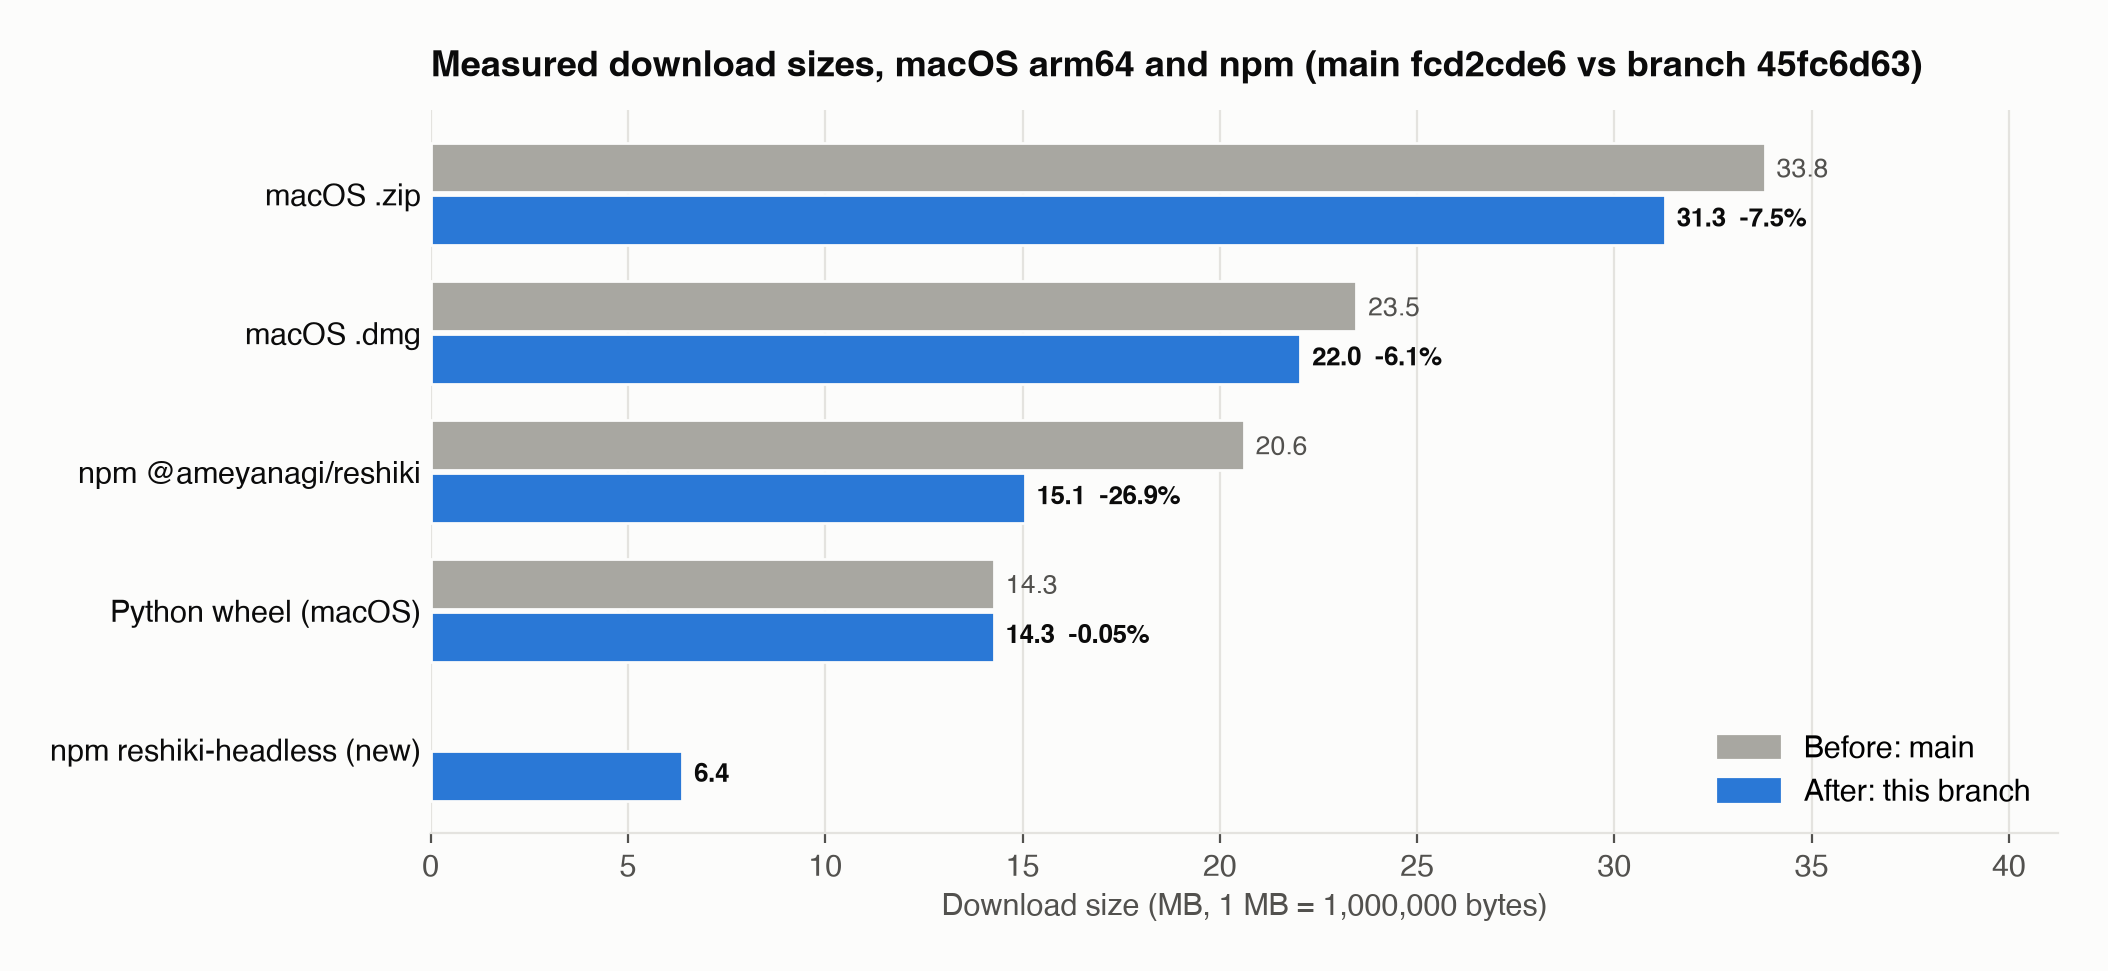 Measured download sizes, macOS arm64 and npm (main fcd2cde6 vs branch 45fc6d63)
macOS .zip
33.8
31.3 -7.5%
macOS .dmg
23.5
22.0 -6.1%
npm @ameyanagi/reshiki
20.6
15.1 -26.9%
Python wheel (macOS)
14.3
14.3 -0.05%
npm reshiki-headless (new)
6.4
Before: main
After: this branch
0 5 10 15 20 25 30 35 40
Download size (MB, 1 MB = 1,000,000 bytes)